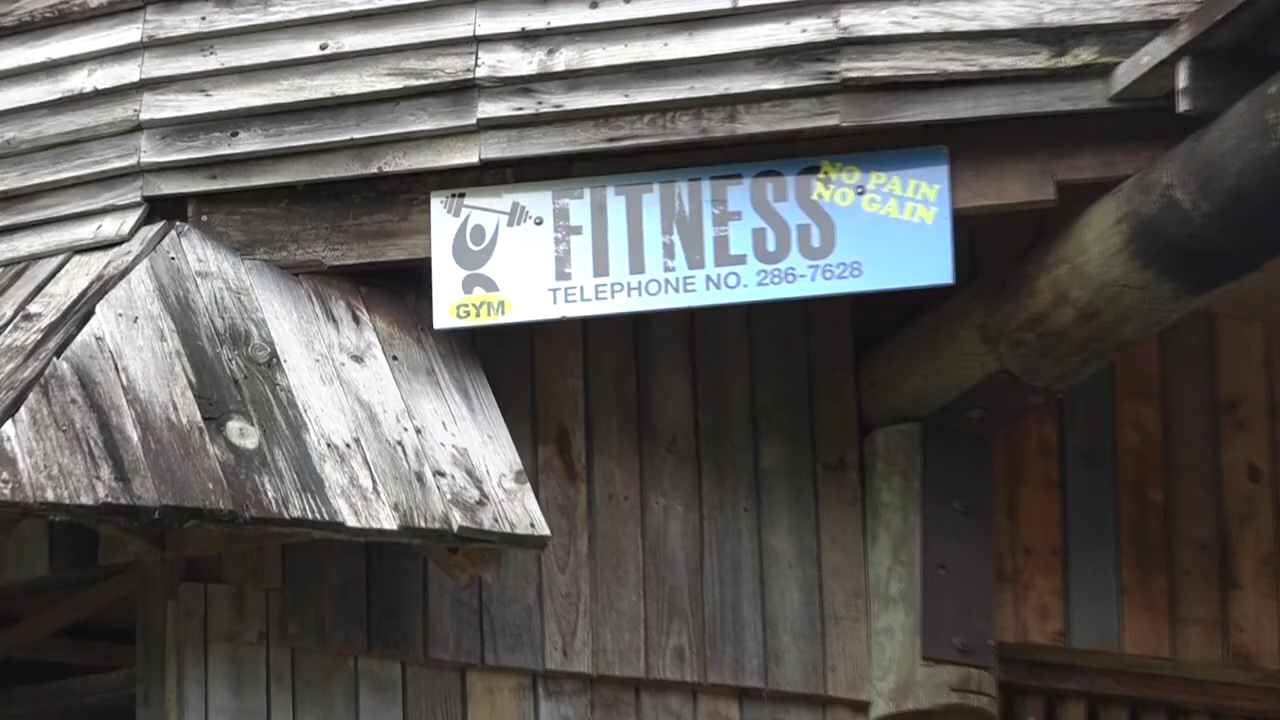 GYM
FITNESS
NO PAIN
NO GAIN
TELEPHONE NO. 286-7628